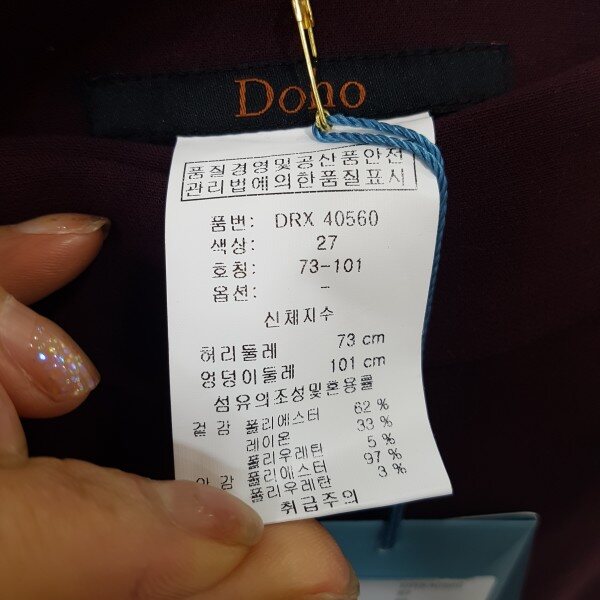 Doho
품질경영및공산품안전
관리법에의한품질표시
품번: DRX 40560
색상: 27
호칭: 73-101
옵션: -
신체지수
허리둘레 73 cm
엉덩이둘레 101 cm
섬유의조성및혼용률
겉감 폴리에스터 62 %
레이온 33 %
폴리우레탄 5 %
안감 폴리에스터 97 %
폴리우레탄 3 %
취급주의